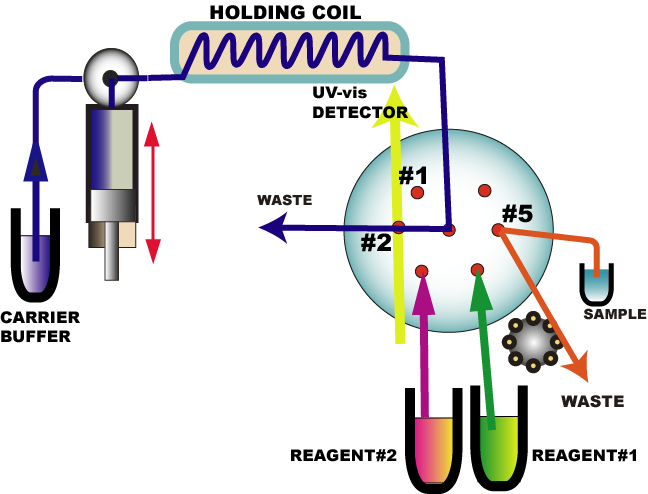 HOLDING COIL
UV-vis
DETECTOR
#1
WASTE
#5
#2
CARRIER
BUFFER
SAMPLE
WASTE
REAGENT#2
REAGENT#1